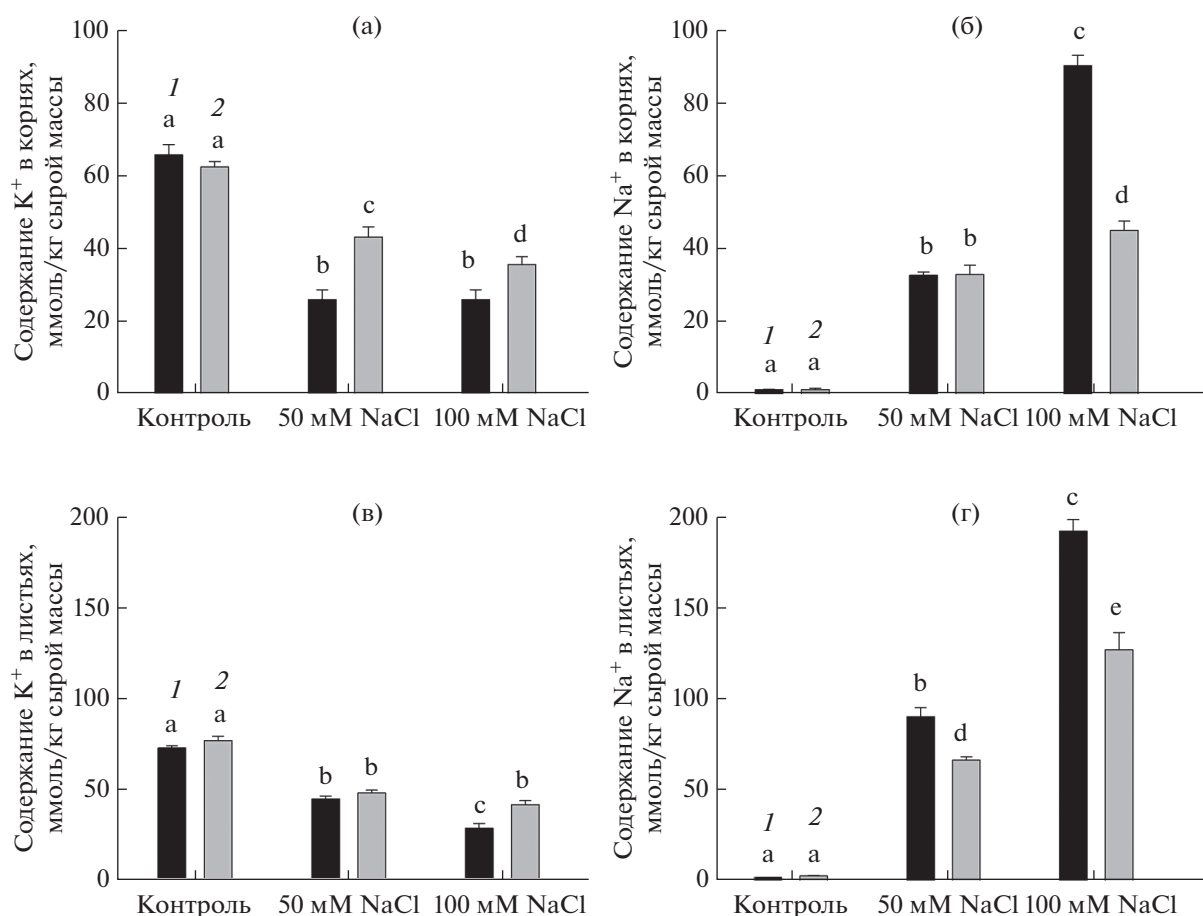 (а)
Содержание K⁺ в корнях,
ммоль/кг сырой массы
100
80
60
40
20
0
1
a
2
a
b
c
b
d
Контроль 50 мМ NaCl 100 мМ NaCl
(б)
Содержание Na⁺ в корнях,
ммоль/кг сырой массы
100
80
60
40
20
0
1
a
2
a
b
b
c
d
Контроль 50 мМ NaCl 100 мМ NaCl
(в)
Содержание K⁺ в листьях,
ммоль/кг сырой массы
200
150
100
50
0
1
a
2
a
b
b
c
b
Контроль 50 мМ NaCl 100 мМ NaCl
(г)
Содержание Na⁺ в листьях,
ммоль/кг сырой массы
200
150
100
50
0
1
a
2
a
b
d
c
e
Контроль 50 мМ NaCl 100 мМ NaCl